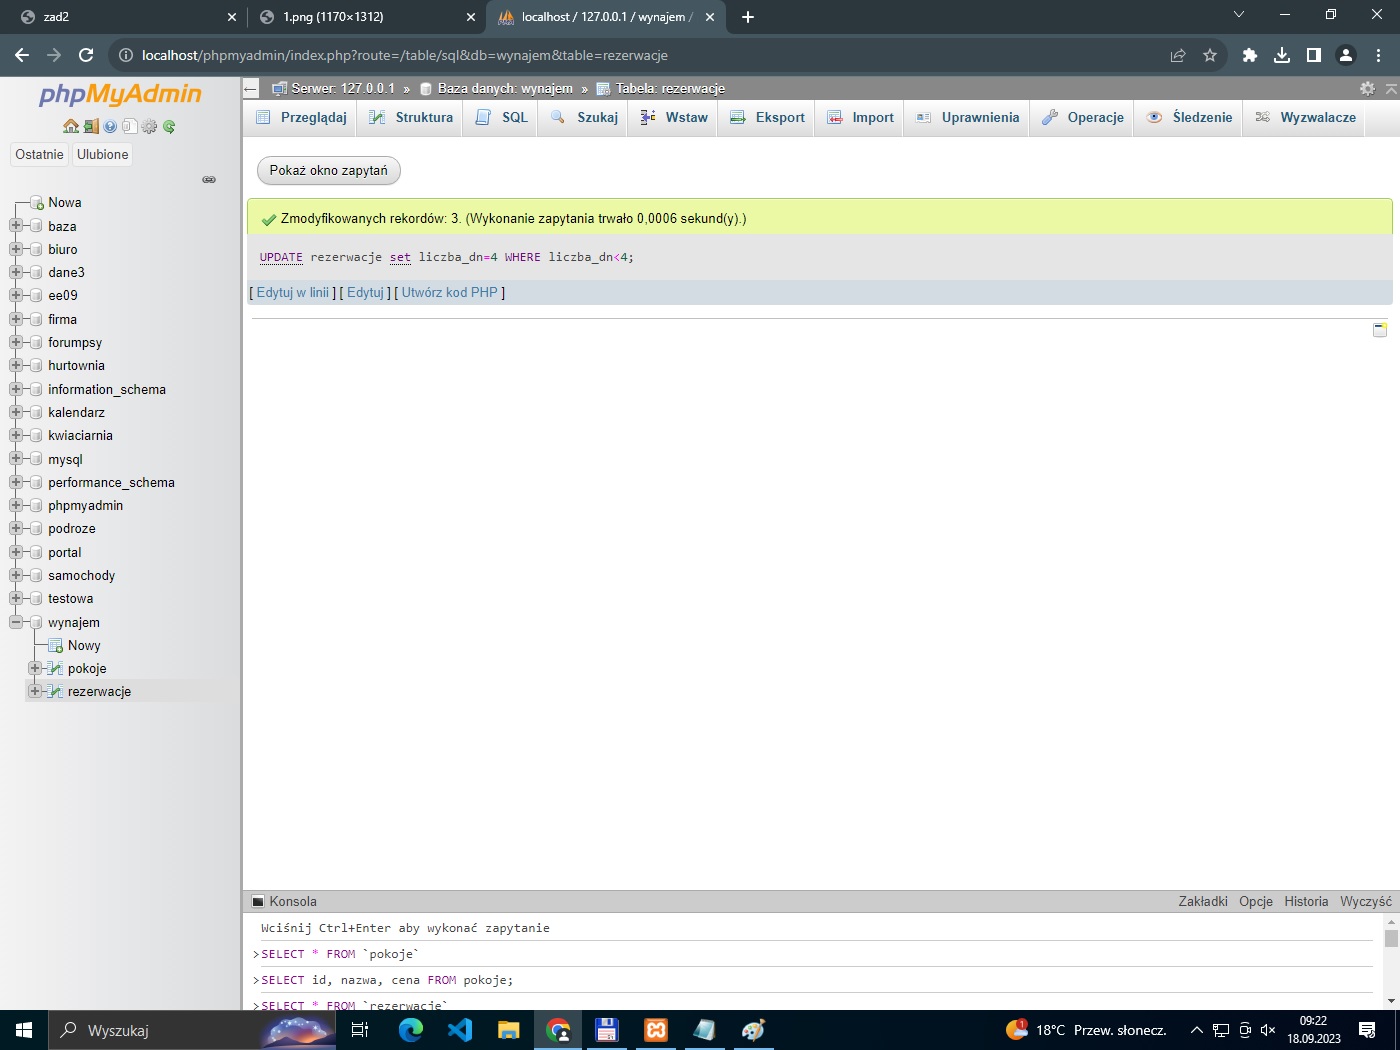 zad2
1.png (1170×1312)
localhost / 127.0.0.1 / wynajem /
localhost/phpmyadmin/index.php?route=/table/sql&db=wynajem&table=rezerwacje
phpMyAdmin
Ostatnie
Ulubione
Nowa
baza
biuro
dane3
ee09
firma
forumpsy
hurtownia
information_schema
kalendarz
kwiaciarnia
mysql
performance_schema
phpmyadmin
podroze
portal
samochody
testowa
wynajem
Nowy
pokoje
rezerwacje
Serwer: 127.0.0.1 » Baza danych: wynajem » Tabela: rezerwacje
Przeglądaj Struktura SQL Szukaj Wstaw Eksport Import Uprawnienia Operacje Śledzenie Wyzwalacze
Pokaż okno zapytań
Zmodyfikowanych rekordów: 3. (Wykonanie zapytania trwało 0,0006 sekund(y).)
UPDATE rezerwacje set liczba_dn=4 WHERE liczba_dn<4;
[ Edytuj w linii ] [ Edytuj ] [ Utwórz kod PHP ]
Konsola
Zakładki Opcje Historia Wyczyść
Wciśnij Ctrl+Enter aby wykonać zapytanie
>SELECT * FROM `pokoje`
>SELECT id, nazwa, cena FROM pokoje;
>SELECT * FROM `rezerwacje`
Wyszukaj
1
18°C Przew. słonecz.
09:22
18.09.2023